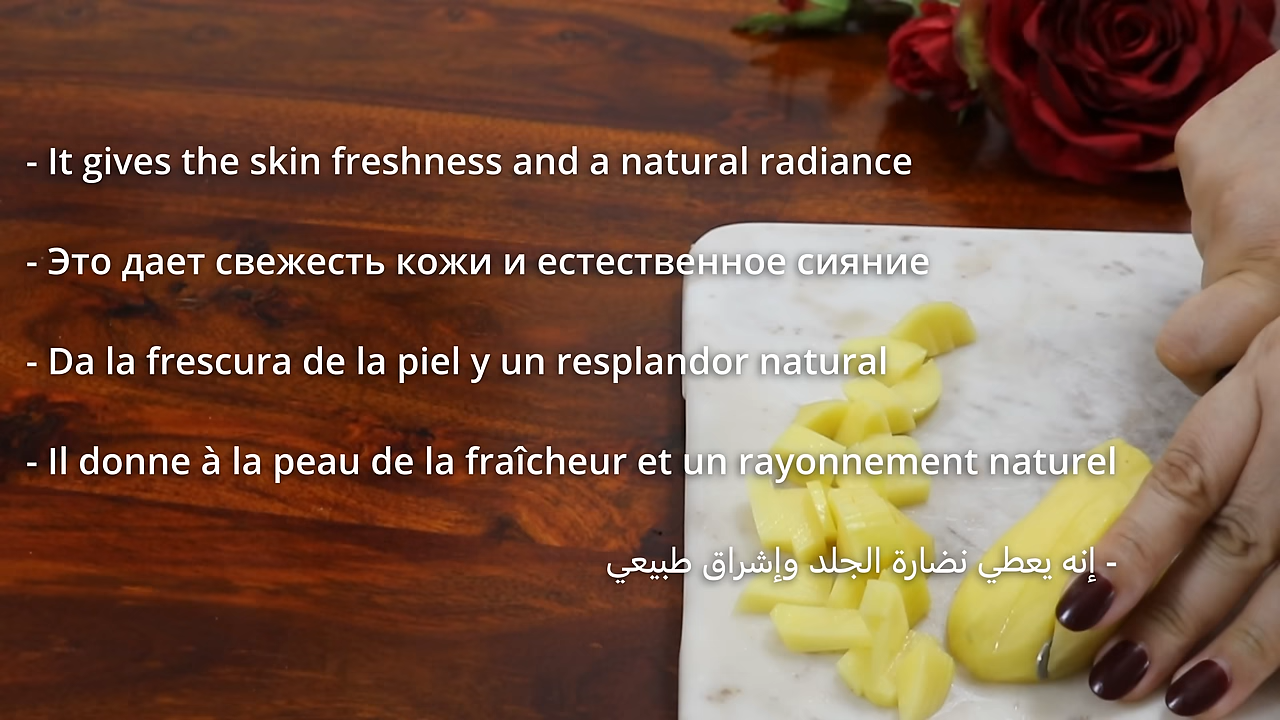 - It gives the skin freshness and a natural radiance
- Это дает свежесть кожи и естественное сияние
- Da la frescura de la piel y un resplandor natural
- Il donne à la peau de la fraîcheur et un rayonnement naturel
- إنه يعطي نضارة الجلد وإشراق طبيعي